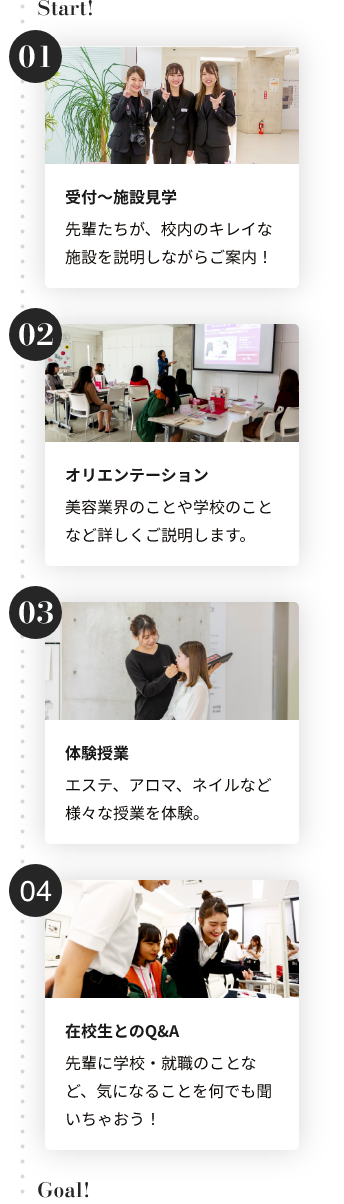 Start!
01
受付～施設見学
先輩たちが、校内のキレイな
施設を説明しながらご案内！
02
オリエンテーション
美容業界のことや学校のこと
など詳しくご説明します。
03
体験授業
エステ、アロマ、ネイルなど
様々な授業を体験。
04
在校生とのQ&A
先輩に学校・就職のことな
ど、気になることを何でも聞
いちゃおう！
Goal!